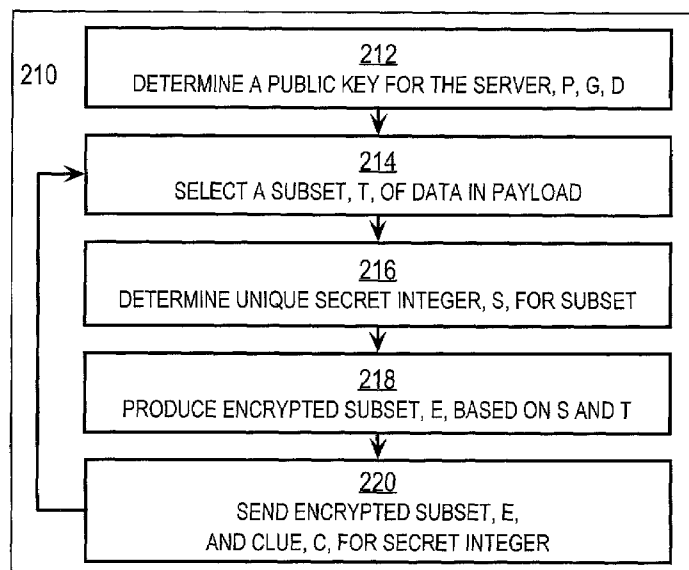 210
212
DETERMINE A PUBLIC KEY FOR THE SERVER, P, G, D
214
SELECT A SUBSET, T, OF DATA IN PAYLOAD
216
DETERMINE UNIQUE SECRET INTEGER, S, FOR SUBSET
218
PRODUCE ENCRYPTED SUBSET, E, BASED ON S AND T
220
SEND ENCRYPTED SUBSET, E,
AND CLUE, C, FOR SECRET INTEGER